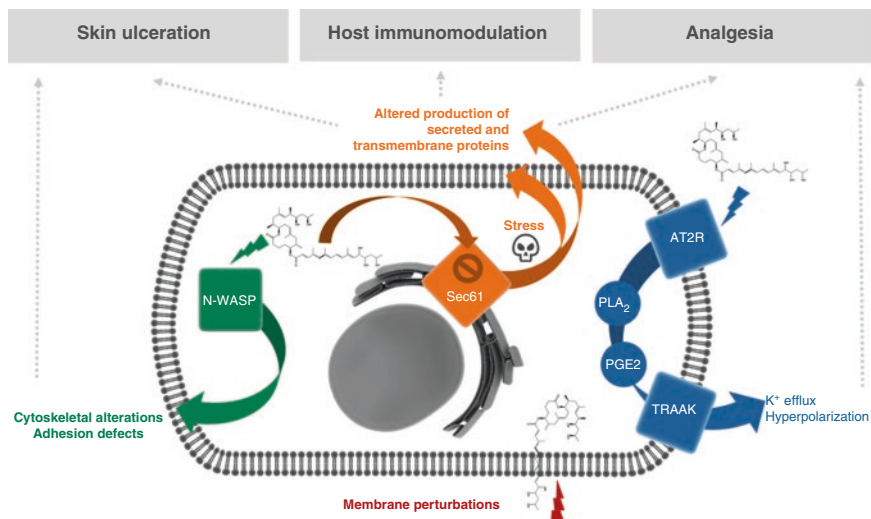 Skin ulceration
Host immunomodulation
Analgesia
Altered production of
secreted and
transmembrane proteins
Stress
AT2R
N-WASP
Sec61
PLA₂
PGE2
TRAAK
K⁺ efflux
Hyperpolarization
Cytoskeletal alterations
Adhesion defects
Membrane perturbations